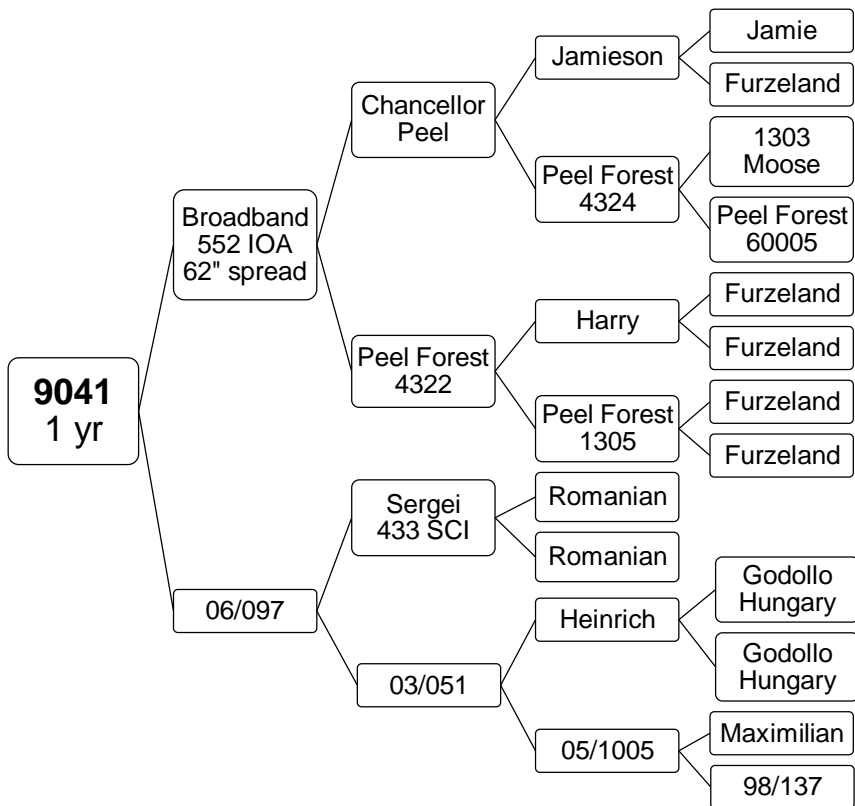 Jamie
Jamieson
Furzeland
Chancellor
Peel
1303
Moose
Peel Forest
4324
Peel Forest
60005
Broadband
552 IOA
62" spread
Furzeland
Harry
Furzeland
Peel Forest
4322
Furzeland
Peel Forest
1305
Furzeland
9041
1 yr
Romanian
Sergei
433 SCI
Romanian
06/097
Godollo
Hungary
Heinrich
Godollo
Hungary
03/051
Maximilian
05/1005
98/137